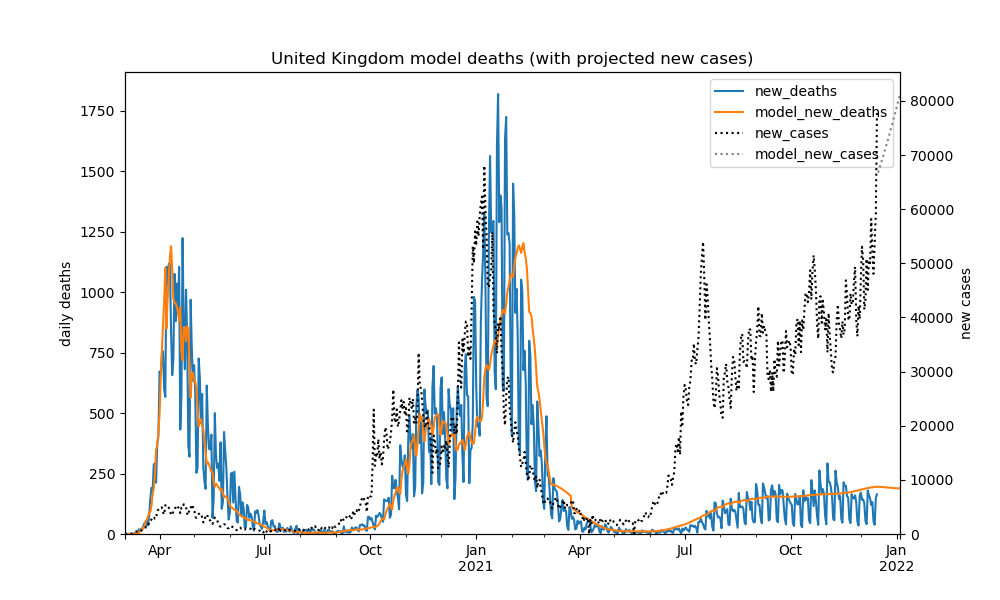 United Kingdom model deaths (with projected new cases)
new_deaths
model_new_deaths
new_cases
model_new_cases
daily deaths
1750
1500
1250
1000
750
500
250
0
new cases
80000
70000
60000
50000
40000
30000
20000
10000
0
Apr Jul Oct Jan Apr Jul Oct Jan
2021 2022